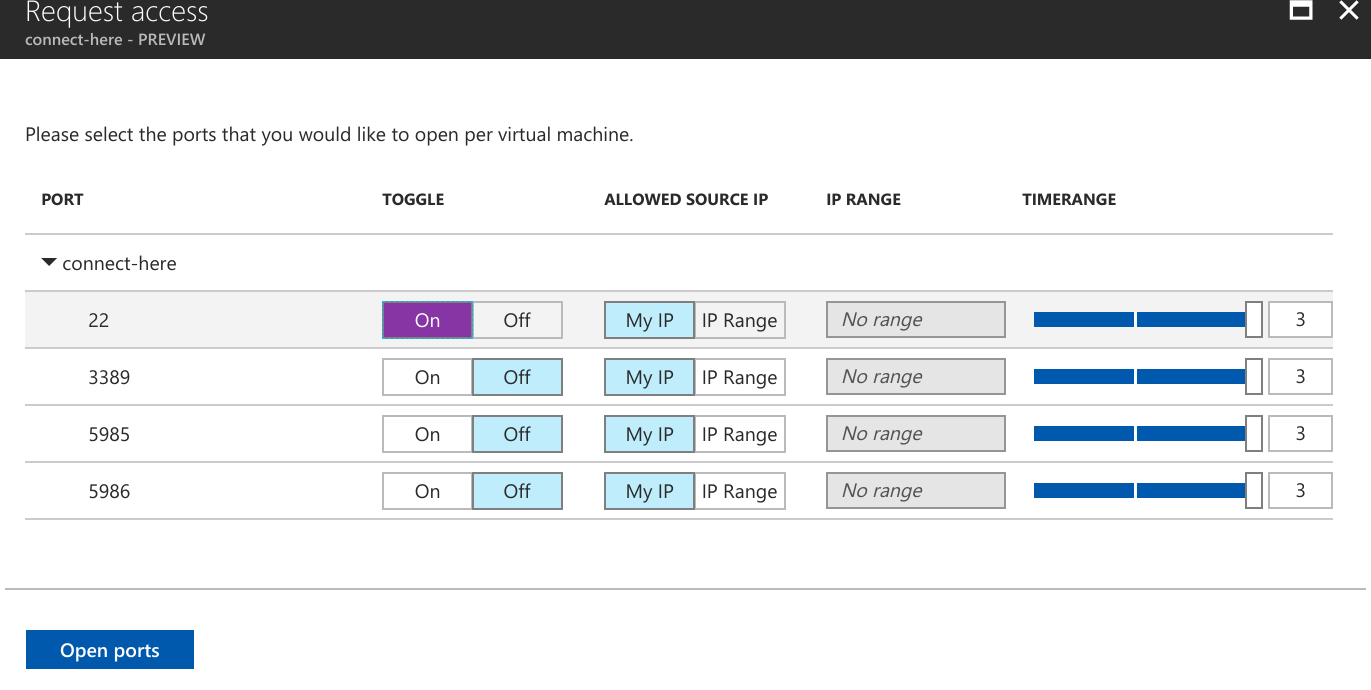 Request access
connect-here - PREVIEW
Please select the ports that you would like to open per virtual machine.
PORT TOGGLE ALLOWED SOURCE IP IP RANGE TIMERANGE
connect-here
22 On Off My IP IP Range No range 3
3389 On Off My IP IP Range No range 3
5985 On Off My IP IP Range No range 3
5986 On Off My IP IP Range No range 3
Open ports